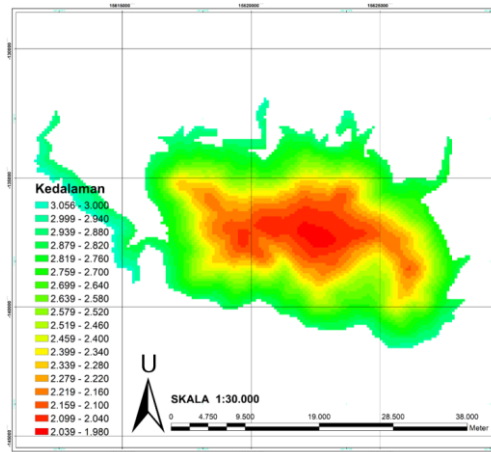 15615000 15620000 15625000
Kedalaman
3.056 - 3.000
2.999 - 2.940
2.939 - 2.880
2.879 - 2.820
2.819 - 2.760
2.759 - 2.700
2.699 - 2.640
2.639 - 2.580
2.579 - 2.520
2.519 - 2.460
2.459 - 2.400
2.399 - 2.340
2.339 - 2.280
2.279 - 2.220
2.219 - 2.160
2.159 - 2.100
2.099 - 2.040
2.039 - 1.980
U
SKALA 1:30.000
0 4.750 9.500 19.000 28.500 38.000
Meter